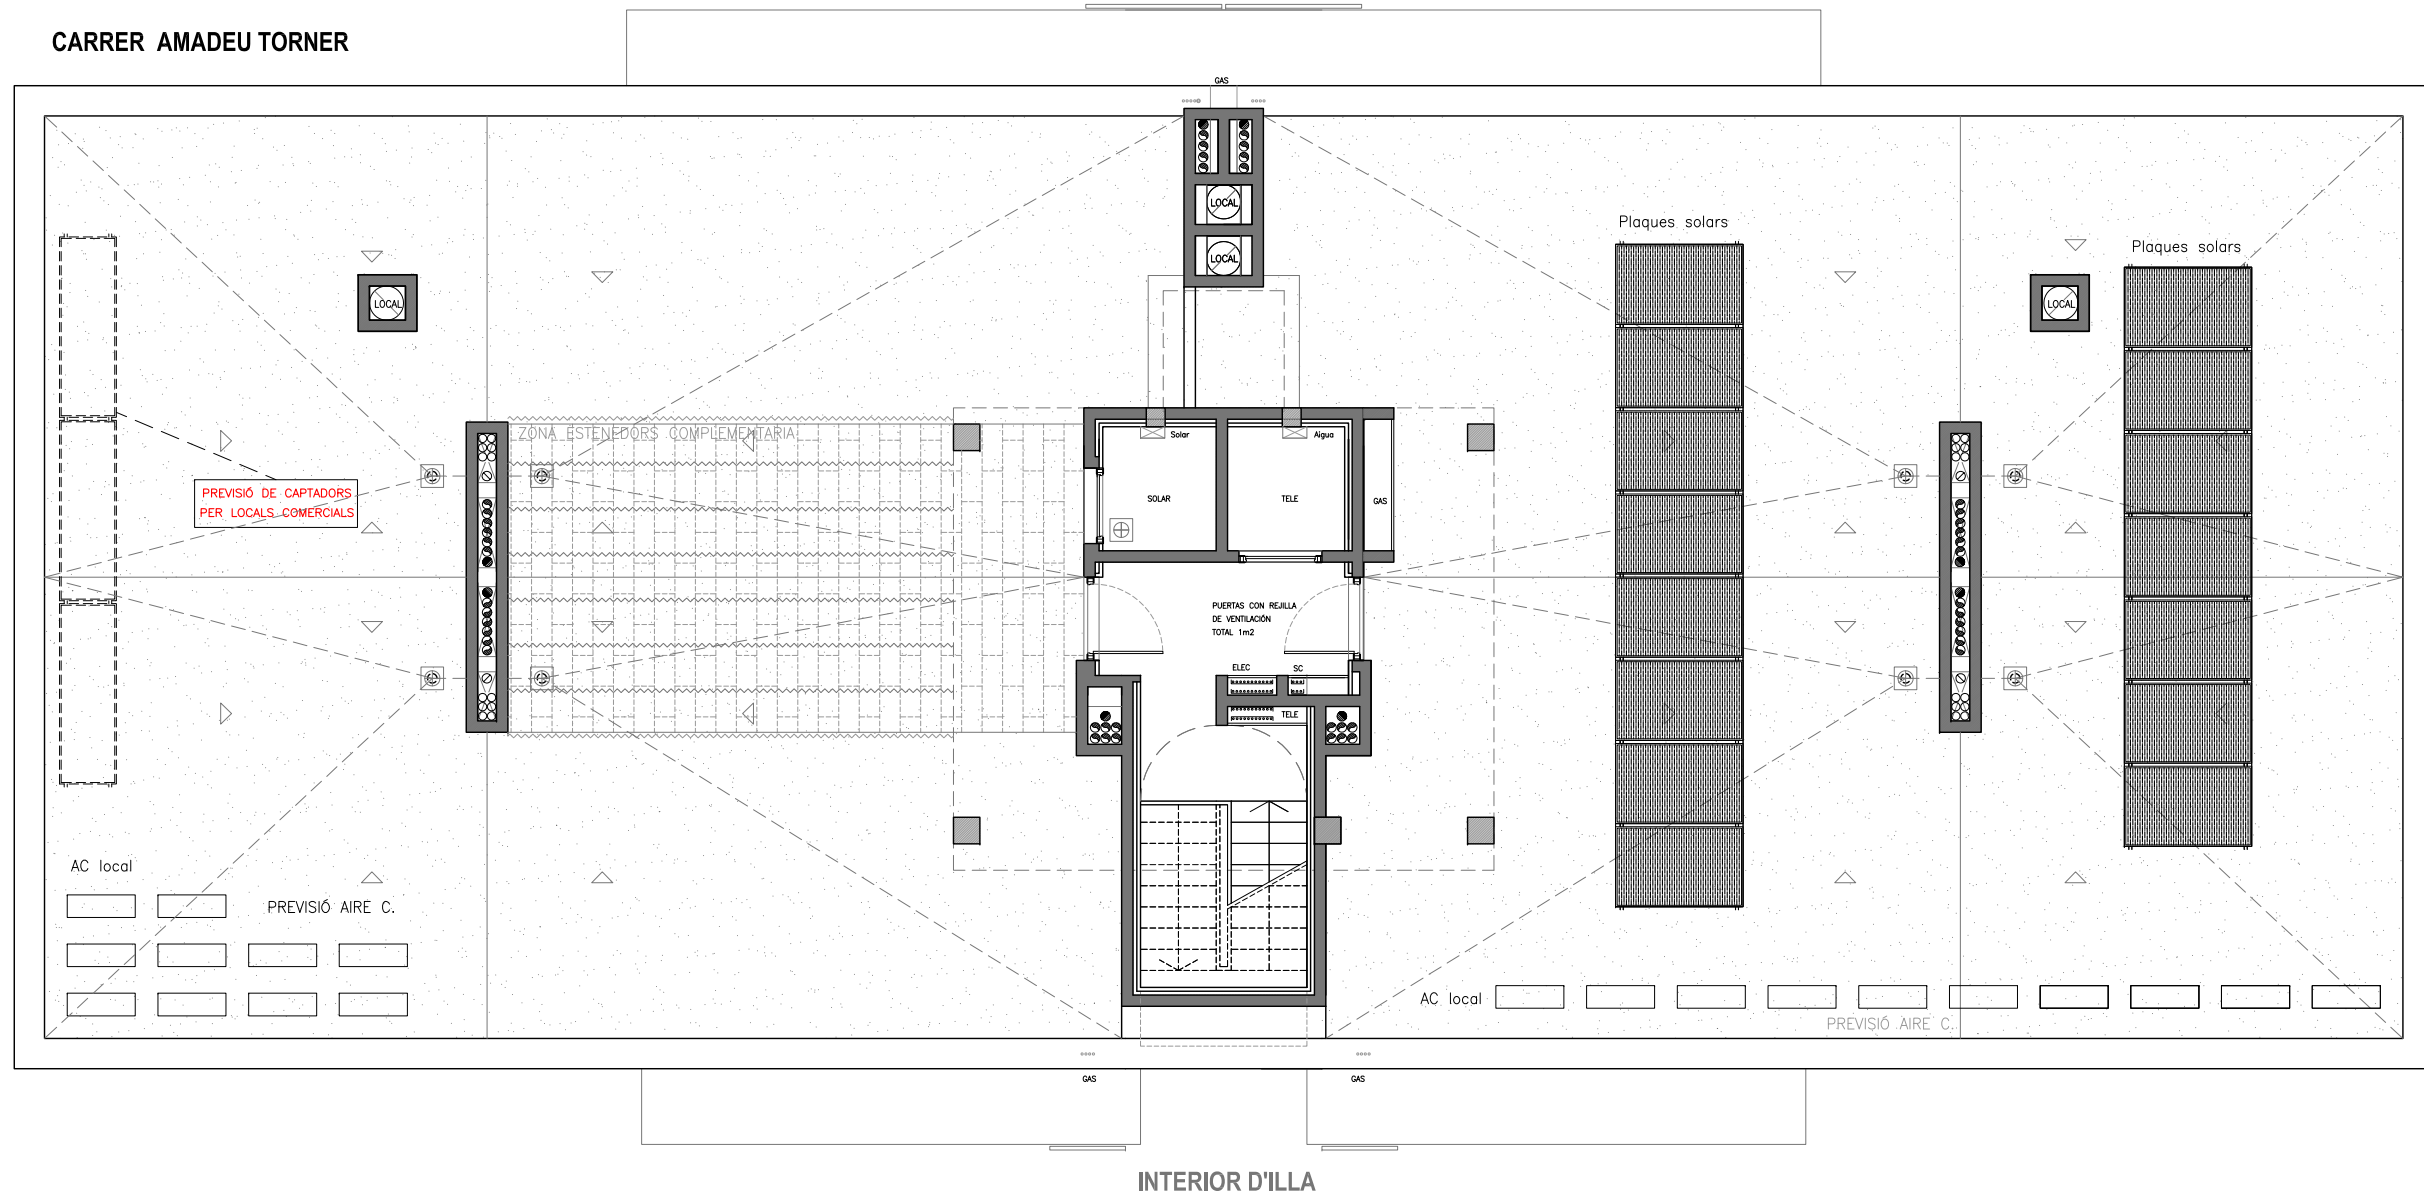 CARRER AMADEU TORNER
GAS
LOCAL
LOCAL
Plaques solars
Plaques solars
LOCAL
LOCAL
ZONA ESTENEDORS COMPLEMENTARIA
Solar
Aigua
PREVISIÓ DE CAPTADORS
PER LOCALS COMERCIALS
SOLAR
TELE
GAS
PUERTAS CON REJILLA
DE VENTILACIÓN
TOTAL 1m2
ELEC
SC
TELE
AC local
PREVISIÓ AIRE C.
AC local
PREVISIÓ AIRE C.
GAS
GAS
INTERIOR D'ILLA